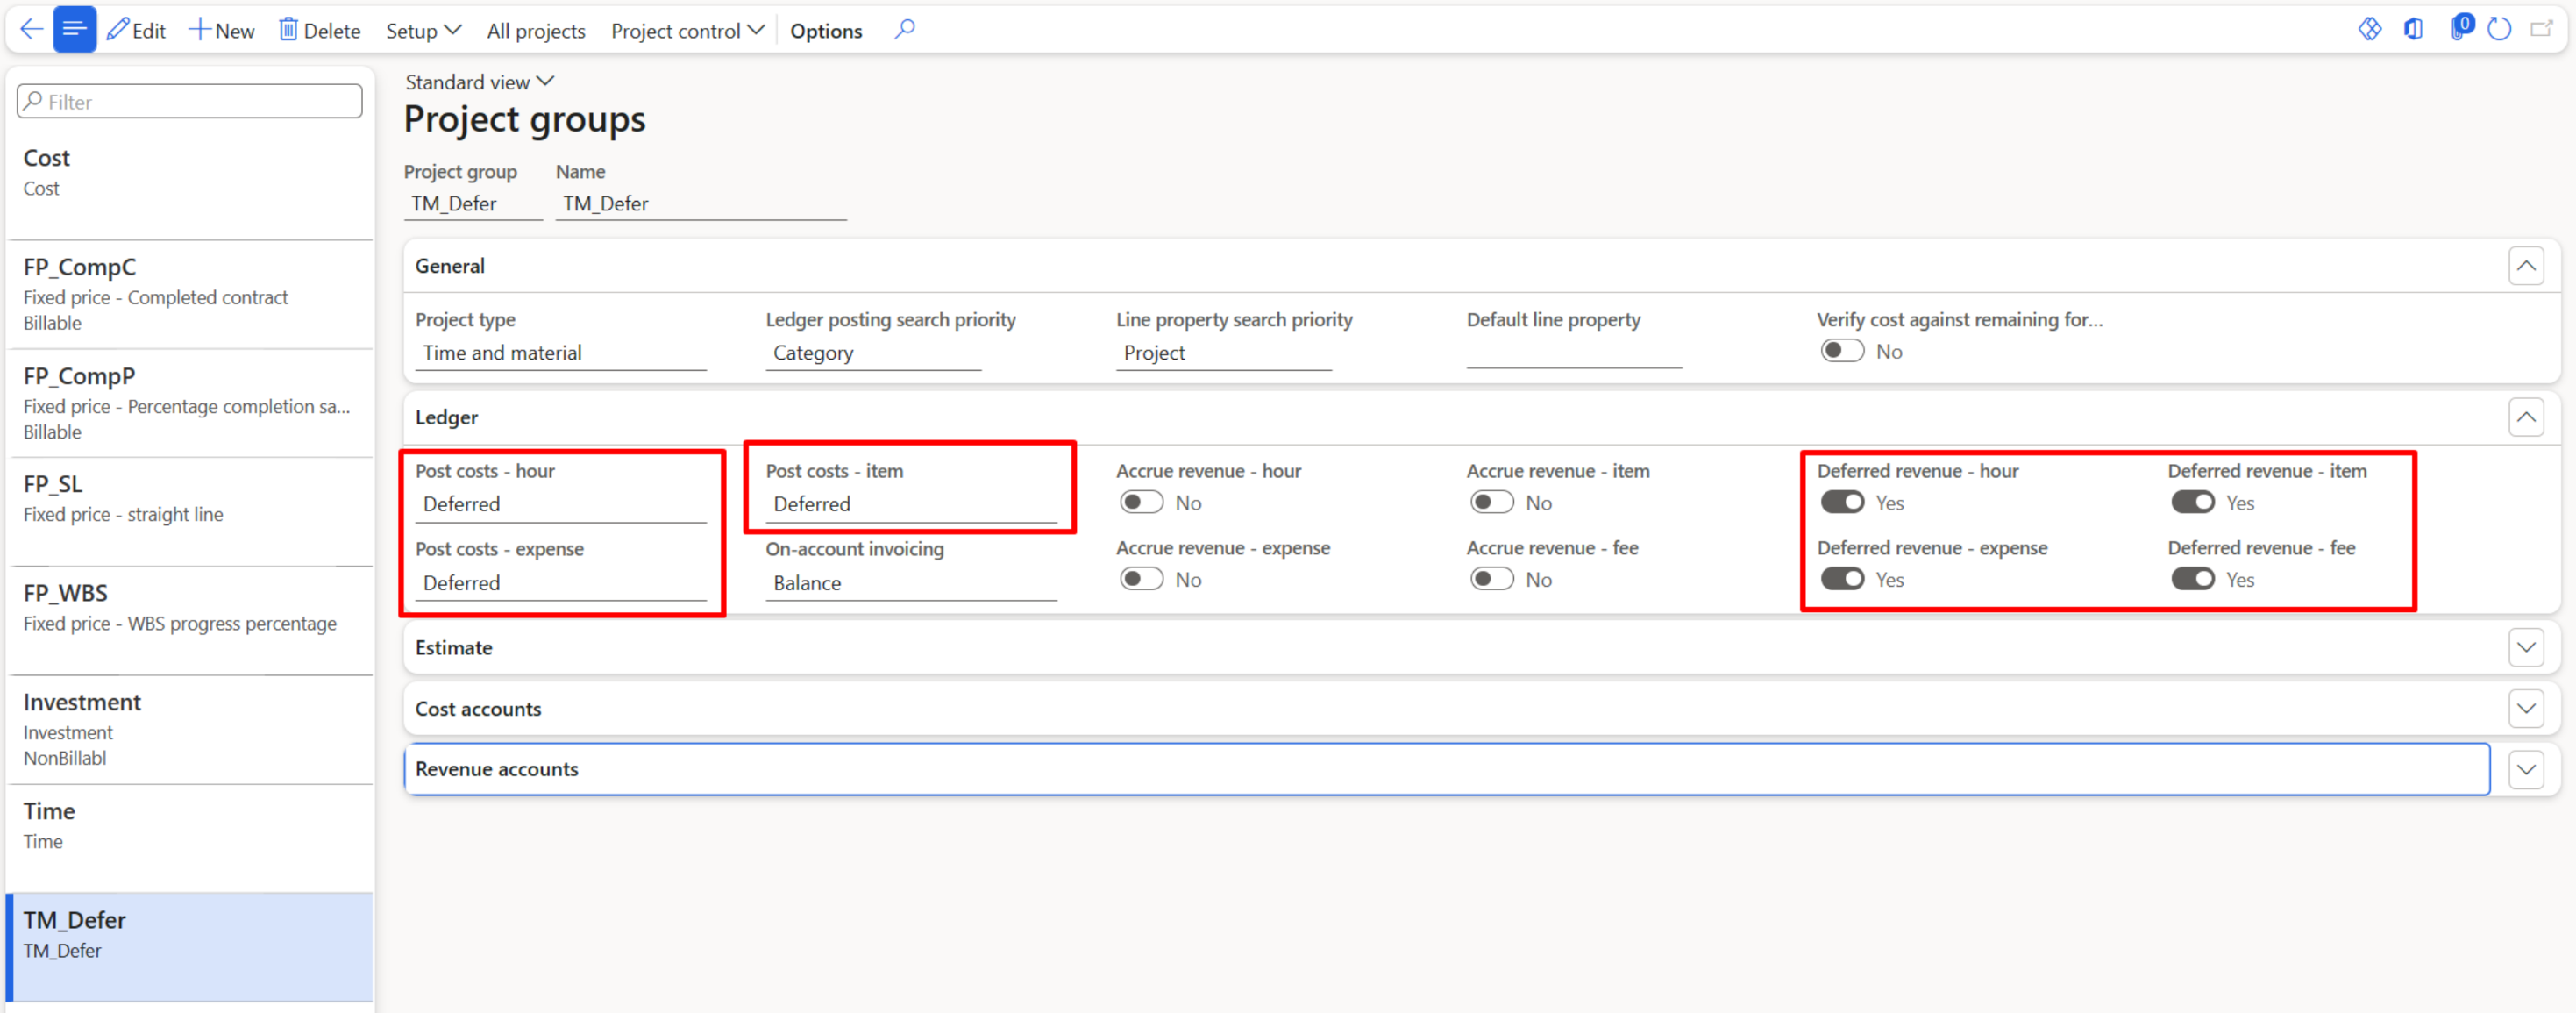 Edit New Delete Setup All projects Project control Options 0
Filter
Cost
Cost
FP_CompC
Fixed price - Completed contract
Billable
FP_CompP
Fixed price - Percentage completion sa...
Billable
FP_SL
Fixed price - straight line
FP_WBS
Fixed price - WBS progress percentage
Investment
Investment
NonBillabl
Time
Time
TM_Defer
TM_Defer
Standard view
Project groups
Project group Name
TM_Defer TM_Defer
General
Project type Ledger posting search priority Line property search priority Default line property Verify cost against remaining for...
Time and material Category Project No
Ledger
Post costs - hour Post costs - item Accrue revenue - hour Accrue revenue - item Deferred revenue - hour Deferred revenue - item
Deferred Deferred No No Yes Yes
Post costs - expense On-account invoicing Accrue revenue - expense Accrue revenue - fee Deferred revenue - expense Deferred revenue - fee
Deferred Balance No No Yes Yes
Estimate
Cost accounts
Revenue accounts